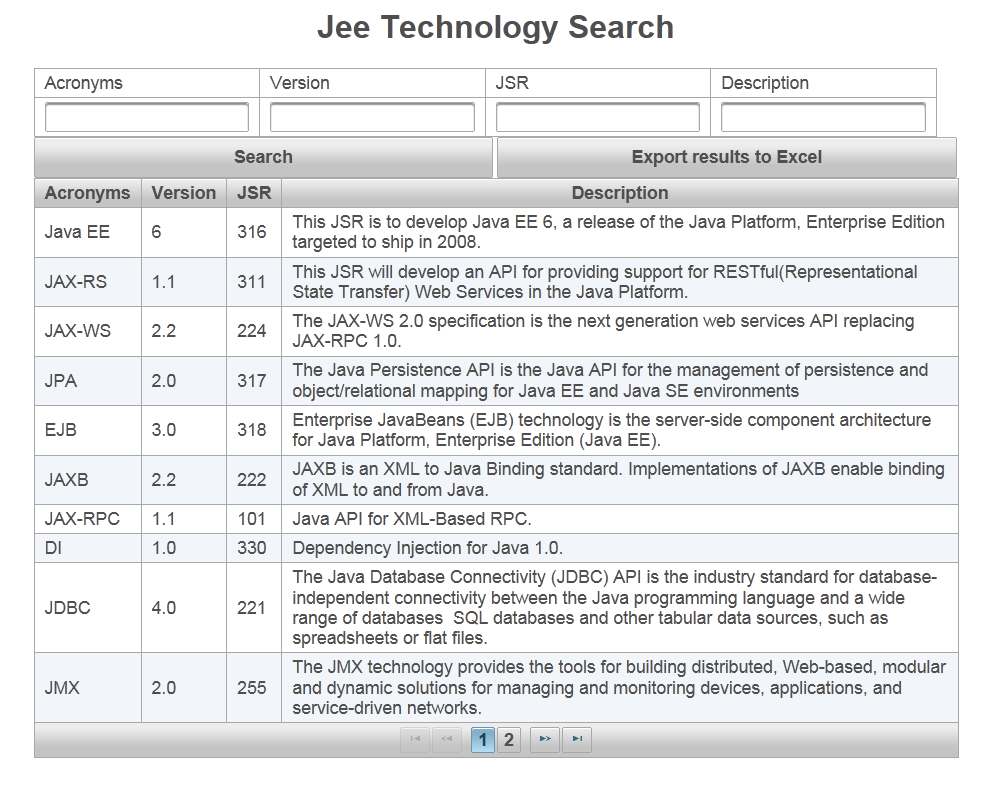 Jee Technology Search
Acronyms Version JSR Description
Search Export results to Excel
Acronyms Version JSR Description
Java EE 6 316 This JSR is to develop Java EE 6, a release of the Java Platform, Enterprise Edition
targeted to ship in 2008.
JAX-RS 1.1 311 This JSR will develop an API for providing support for RESTful(Representational
State Transfer) Web Services in the Java Platform.
JAX-WS 2.2 224 The JAX-WS 2.0 specification is the next generation web services API replacing
JAX-RPC 1.0.
JPA 2.0 317 The Java Persistence API is the Java API for the management of persistence and
object/relational mapping for Java EE and Java SE environments
EJB 3.0 318 Enterprise JavaBeans (EJB) technology is the server-side component architecture
for Java Platform, Enterprise Edition (Java EE).
JAXB 2.2 222 JAXB is an XML to Java Binding standard. Implementations of JAXB enable binding
of XML to and from Java.
JAX-RPC 1.1 101 Java API for XML-Based RPC.
DI 1.0 330 Dependency Injection for Java 1.0.
JDBC 4.0 221 The Java Database Connectivity (JDBC) API is the industry standard for database-
independent connectivity between the Java programming language and a wide
range of databases  SQL databases and other tabular data sources, such as
spreadsheets or flat files.
JMX 2.0 255 The JMX technology provides the tools for building distributed, Web-based, modular
and dynamic solutions for managing and monitoring devices, applications, and
service-driven networks.
1 2